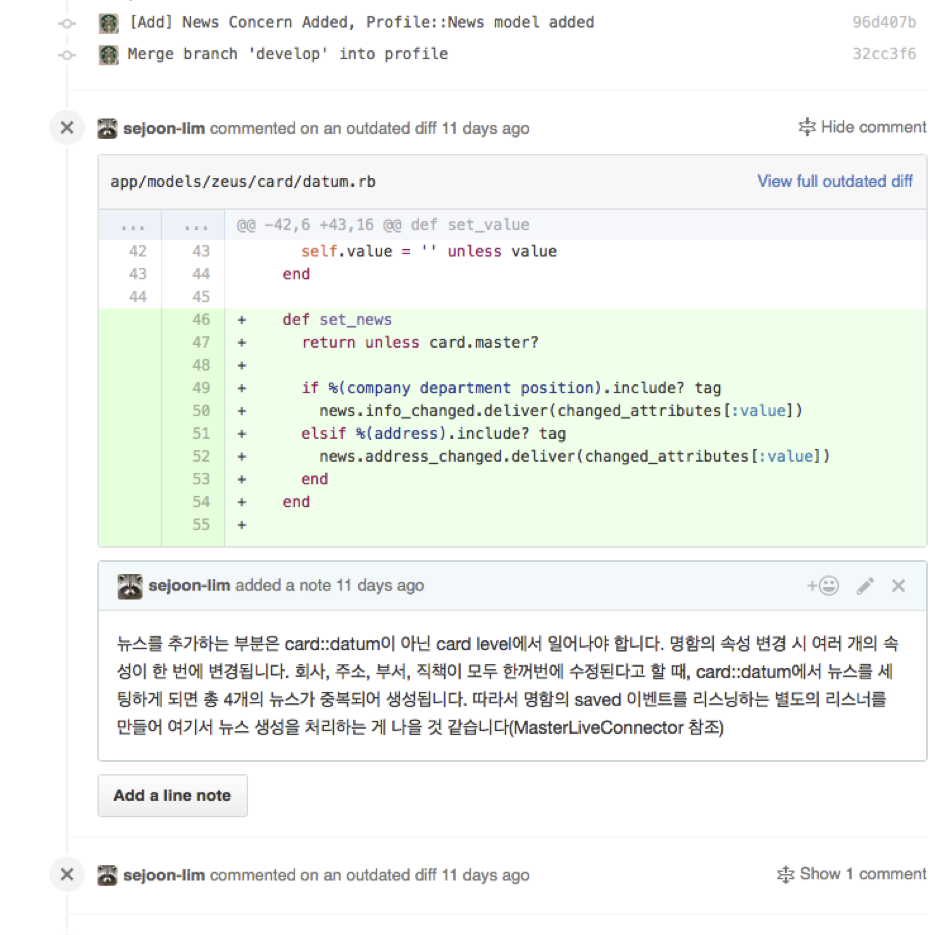 [Add] News Concern Added, Profile::News model added 96d407b
Merge branch 'develop' into profile 32cc3f6
sejoon-lim commented on an outdated diff 11 days ago Hide comment
app/models/zeus/card/datum.rb View full outdated diff
... ... @@ -42,6 +43,16 @@ def set_value
42 43 self.value = '' unless value
43 44 end
44 45
46 + def set_news
47 + return unless card.master?
48 +
49 + if %(company department position).include? tag
50 + news.info_changed.deliver(changed_attributes[:value])
51 + elsif %(address).include? tag
52 + news.address_changed.deliver(changed_attributes[:value])
53 + end
54 + end
55 +
sejoon-lim added a note 11 days ago
뉴스를 추가하는 부분은 card::datum이 아닌 card level에서 일어나야 합니다. 명함의 속성 변경 시 여러 개의 속
성이 한 번에 변경됩니다. 회사, 주소, 부서, 직책이 모두 한꺼번에 수정된다고 할 때, card::datum에서 뉴스를 세
팅하게 되면 총 4개의 뉴스가 중복되어 생성됩니다. 따라서 명함의 saved 이벤트를 리스닝하는 별도의 리스너를
만들어 여기서 뉴스 생성을 처리하는 게 나을 것 같습니다(MasterLiveConnector 참조)
Add a line note
sejoon-lim commented on an outdated diff 11 days ago Show 1 comment